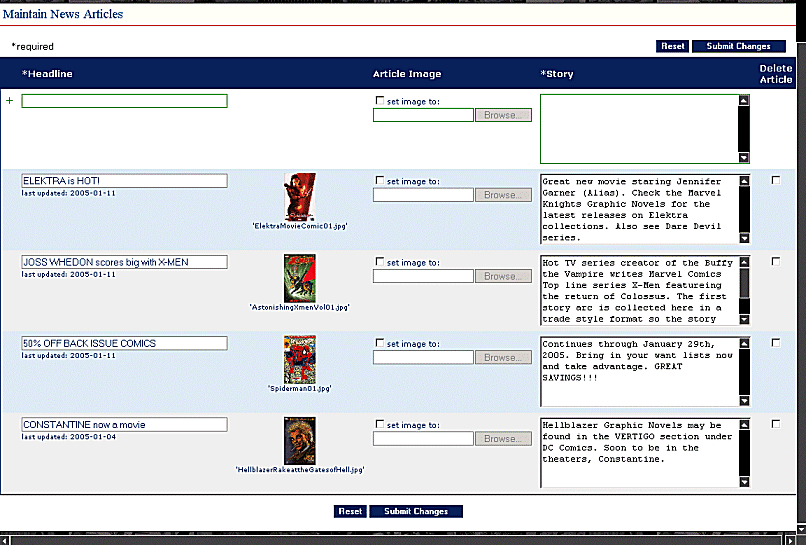 Maintain News Articles
*required
Reset Submit Changes
*Headline Article Image *Story Delete Article
+ set image to:
Browse...
ELEKTRA is HOT!
last updated: 2005-01-11
'ElektraMovieComic01.jpg'
set image to:
Browse...
Great new movie staring Jennifer
Garner (Alias). Check the Marvel
Knights Graphic Novels for the
latest releases on Elektra
collections. Also see Dare Devil
series.
JOSS WHEDON scores big with X-MEN
last updated: 2005-01-11
'AstonishingXmenVol01.jpg'
set image to:
Browse...
Hot TV series creator of the Buffy
the Vampire writes Marvel Comics
Top line series X-Men featureing
the return of Colossus. The first
story arc is collected here in a
trade style format so the story
50% OFF BACK ISSUE COMICS
last updated: 2005-01-11
'Spiderman01.jpg'
set image to:
Browse...
Continues through January 29th,
2005. Bring in your want lists now
and take advantage. GREAT
SAVINGS!!!
CONSTANTINE now a movie
last updated: 2005-01-04
'HellblazerRakeattheGatesofHell.jpg'
set image to:
Browse...
Hellblazer Graphic Novels may be
found in the VERTIGO section under
DC Comics. Soon to be in the
theaters, Constantine.
Reset Submit Changes